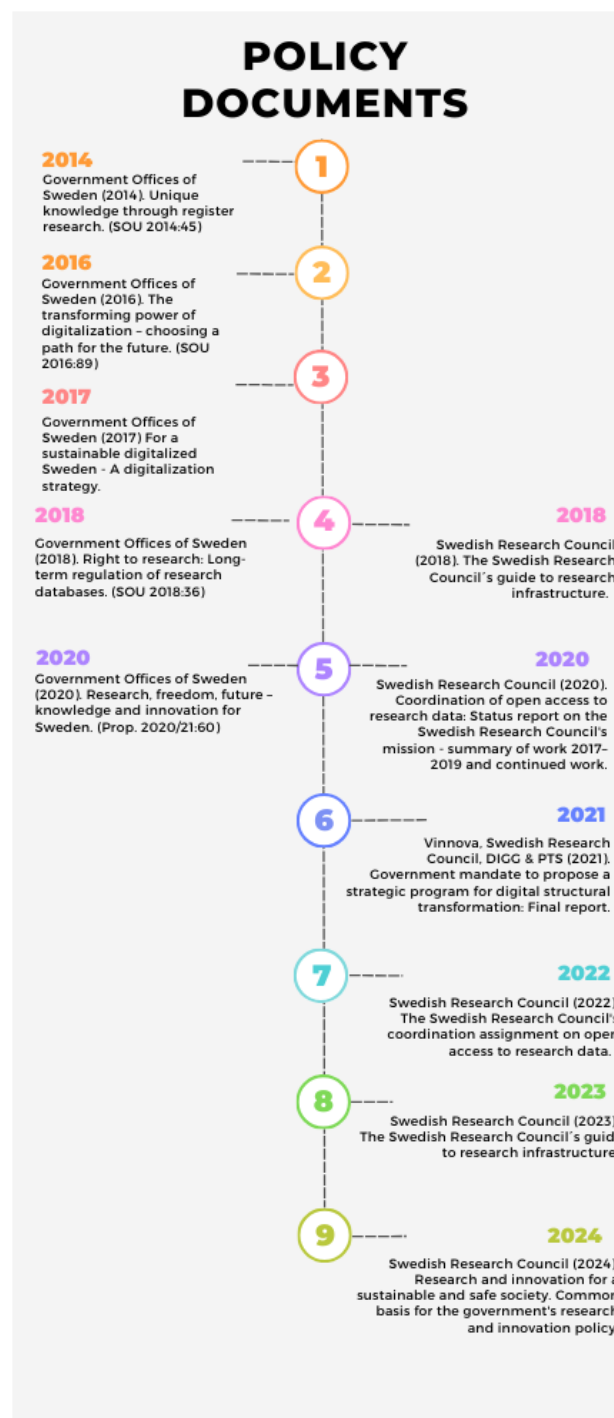 POLICY
DOCUMENTS
1
2014
Government Offices of
Sweden (2014). Unique
knowledge through register
research. (SOU 2014:45)
2
2016
Government Offices of
Sweden (2016). The
transforming power of
digitalization – choosing a
path for the future. (SOU
2016:89)
3
2017
Government Offices of
Sweden (2017) For a
sustainable digitalized
Sweden - A digitalization
strategy.
4
2018
Government Offices of Sweden
(2018). Right to research: Long-
term regulation of research
databases. (SOU 2018:36)
2018
Swedish Research Council
(2018). The Swedish Research
Council´s guide to research
infrastructure.
5
2020
Government Offices of Sweden
(2020). Research, freedom, future –
knowledge and innovation for
Sweden. (Prop. 2020/21:60)
2020
Swedish Research Council (2020).
Coordination of open access to
research data: Status report on the
Swedish Research Council's
mission - summary of work 2017–
2019 and continued work.
6
2021
Vinnova, Swedish Research
Council, DIGG & PTS (2021).
Government mandate to propose a
strategic program for digital structural
transformation: Final report.
7
2022
Swedish Research Council (2022)
The Swedish Research Council's
coordination assignment on open
access to research data.
8
2023
Swedish Research Council (2023)
The Swedish Research Council´s guid
to research infrastructure
9
2024
Swedish Research Council (2024)
Research and innovation for a
sustainable and safe society. Common
basis for the government's research
and innovation policy